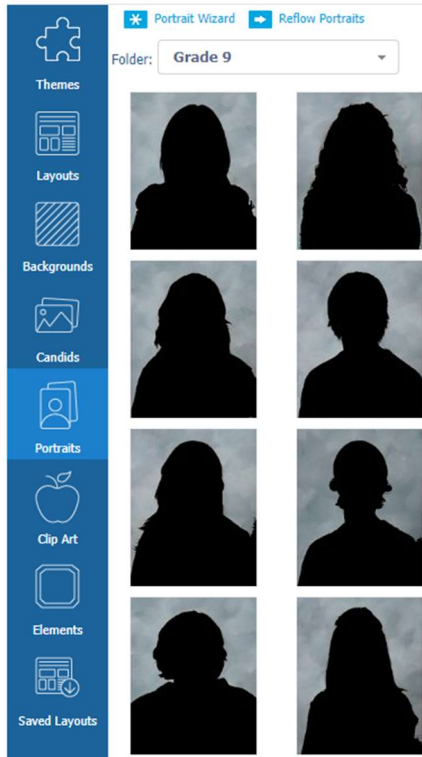 Portrait Wizard Reflow Portraits
Folder: Grade 9
Themes
Layouts
Backgrounds
Candids
Portraits
Clip Art
Elements
Saved Layouts